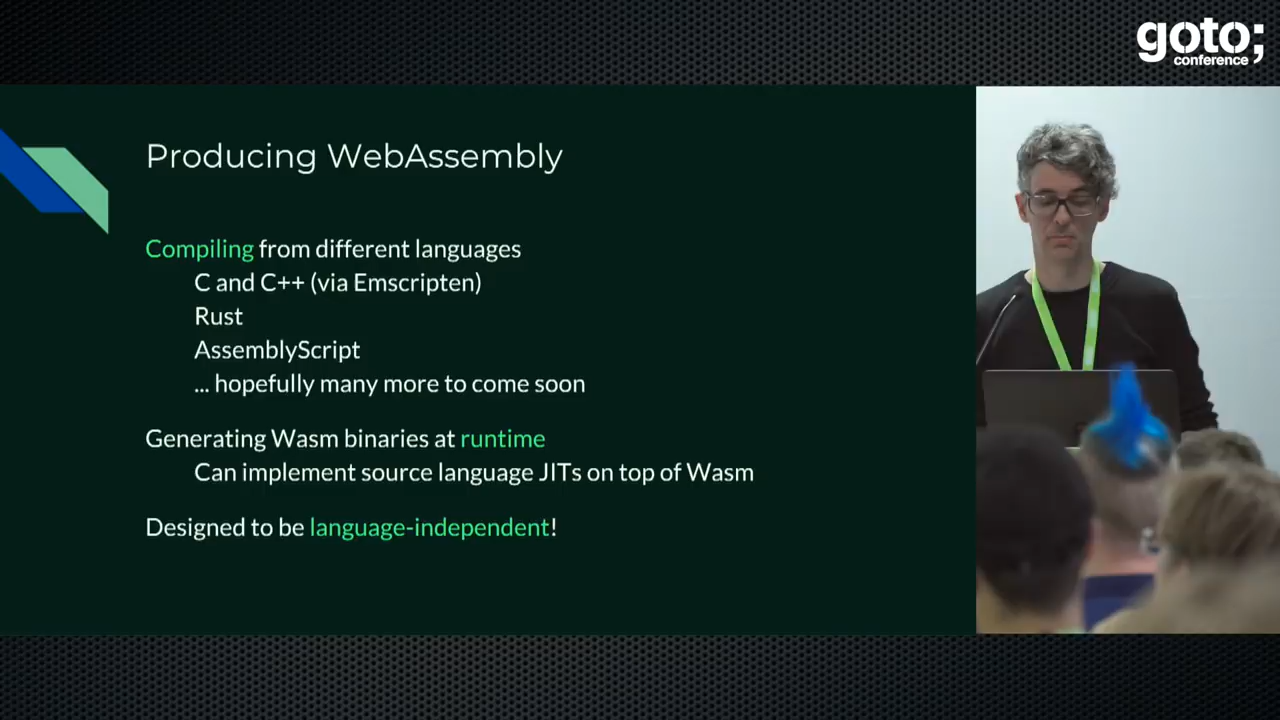 goto;
conference
Producing WebAssembly
Compiling from different languages
C and C++ (via Emscripten)
Rust
AssemblyScript
... hopefully many more to come soon
Generating Wasm binaries at runtime
Can implement source language JITs on top of Wasm
Designed to be language-independent!